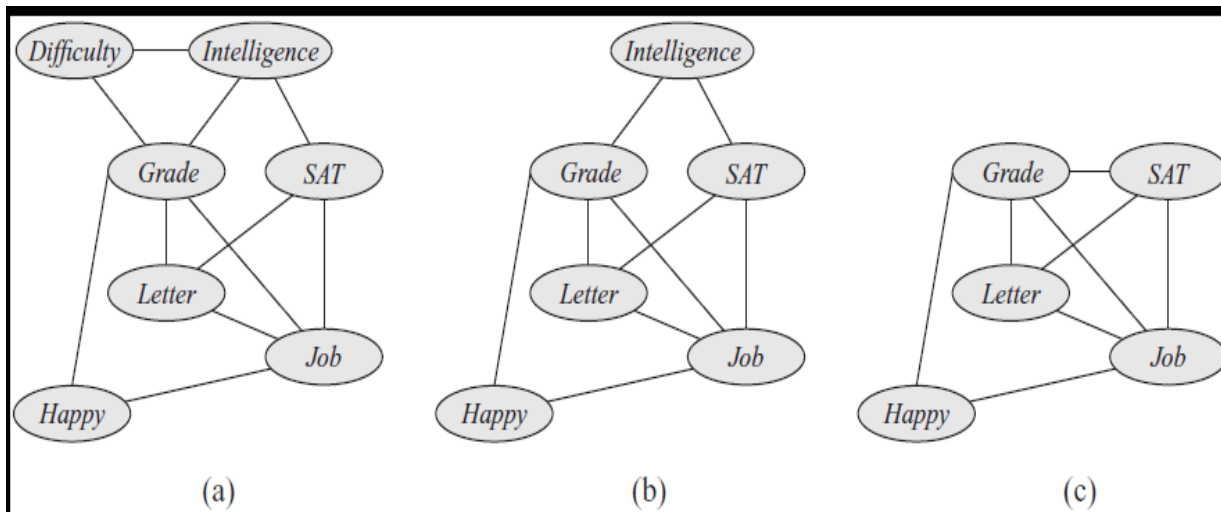 Difficulty Intelligence
Grade SAT
Letter
Job
Happy
(a)
Intelligence
Grade SAT
Letter
Job
Happy
(b)
Grade SAT
Letter
Job
Happy
(c)